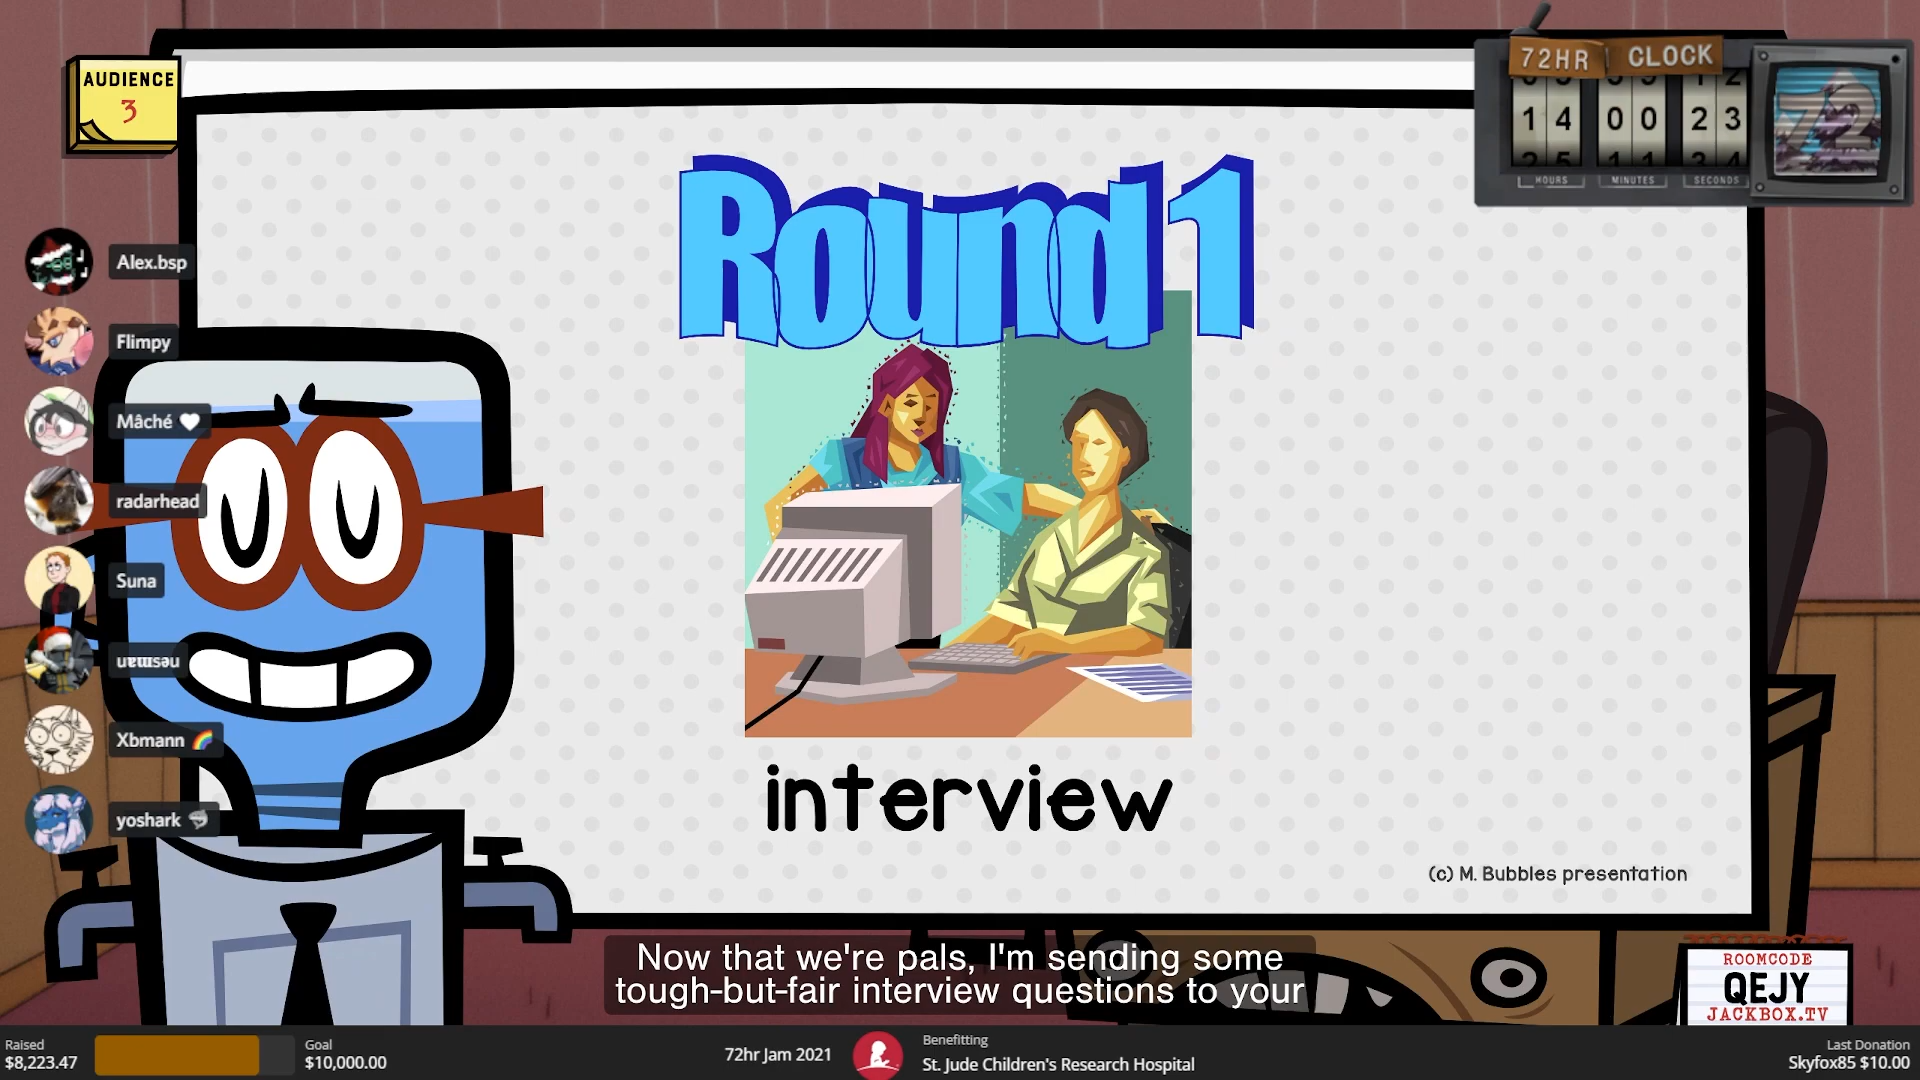 AUDIENCE
3
72HR CLOCK
14 00 23
HOURS MINUTES SECONDS
72
Round 1
Alex.bsp
Flimpy
Mâché 🤍
radarhead
Suna
Xbmann 🌈
yoshark 🦈
interview
(c) M. Bubbles presentation
Now that we're pals, I'm sending some
tough-but-fair interview questions to your
ROOMCODE
QEJY
JACKBOX.TV
Raised
$8,223.47
Goal
$10,000.00
72hr Jam 2021
Benefitting
St. Jude Children's Research Hospital
Last Donation
Skyfox85 $10.00